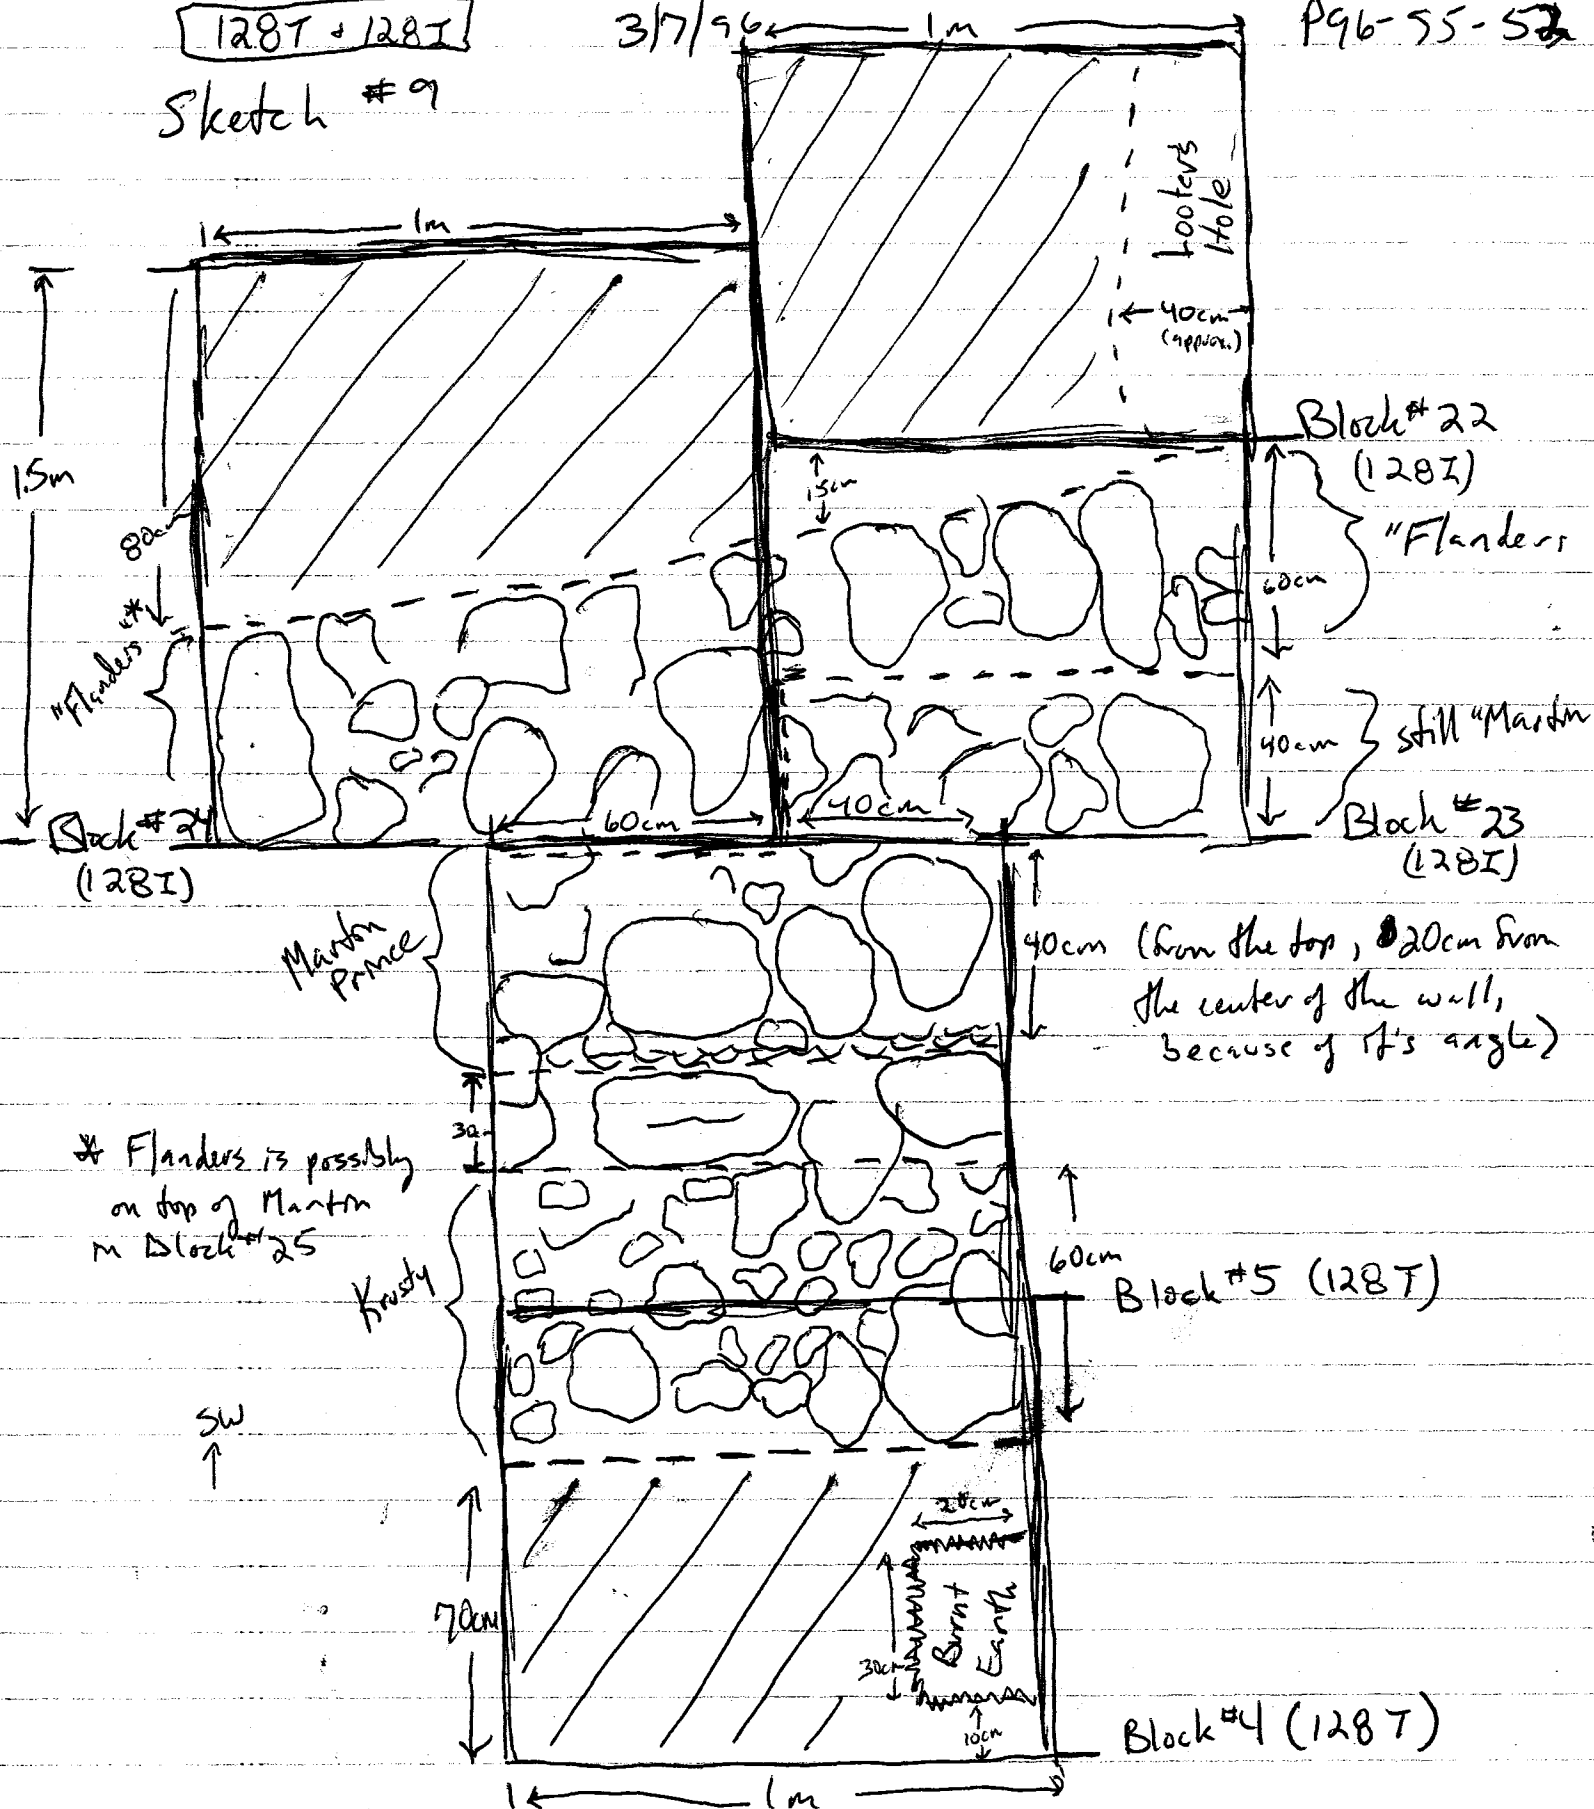 128T + 128I
3/7/96
1m
P96-55-52
Sketch #9
Looters
Hole
1m
40cm
(approx.)
Block #22
(128I)
1.5m
15cm
"Flanders
80cm
60cm
"Flanders"*
still "Martin
40cm
Block #24
(128I)
60cm
40cm
Block #23
(128I)
Martin
Prince
40cm (from the top, 20cm from
the center of the wall,
because of it's angle)
30
* Flanders is possibly
on top of Martin
in Block #25
Krusty
60cm
Block #5 (128T)
SW
20cm
70cm
Burnt
Earth
30cm
10cm
Block #4 (128T)
1m